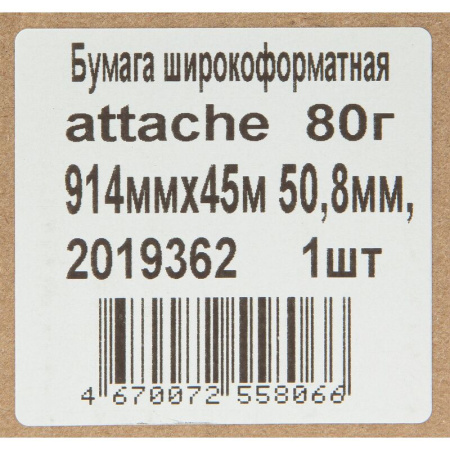 Бумага широкоформатная
attache 80г
914ммх45м 50,8мм,
2019362 1шт
4 670072 558066